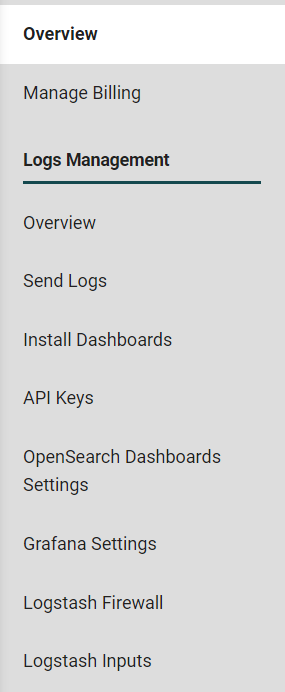 Overview
Manage Billing
Logs Management
Overview
Send Logs
Install Dashboards
API Keys
OpenSearch Dashboards
Settings
Grafana Settings
Logstash Firewall
Logstash Inputs